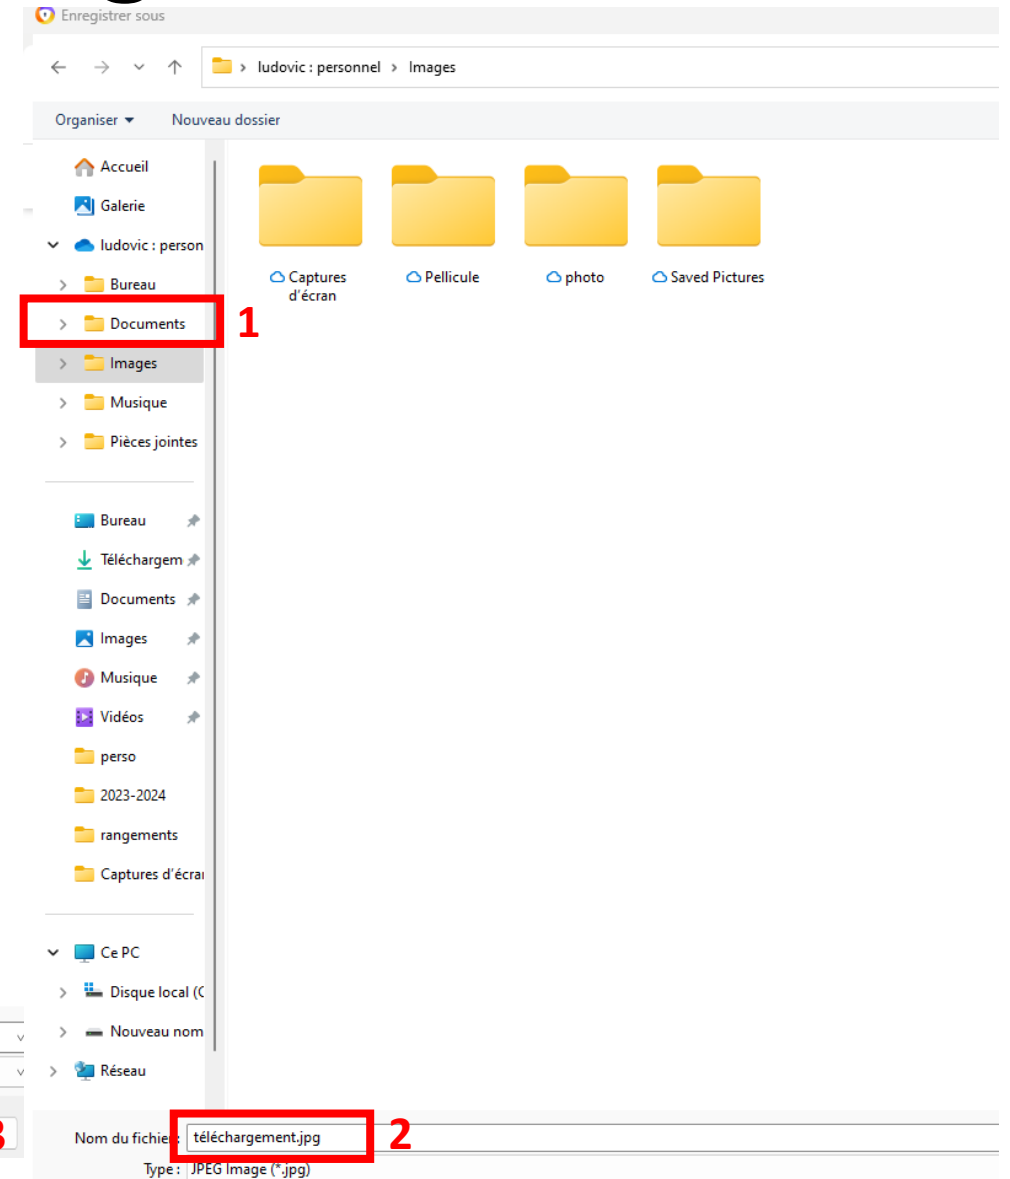 Enregistrer sous
ludovic : personnel > Images
Organiser Nouveau dossier
Accueil
Galerie
ludovic : person
Bureau
Documents
1
Images
Musique
Pièces jointes
Captures d'écran
Pellicule
photo
Saved Pictures
Bureau
Téléchargem
Documents
Images
Musique
Vidéos
perso
2023-2024
rangements
Captures d'écra
Ce PC
Disque local (C
Nouveau nom
Réseau
3
Nom du fichier : téléchargement.jpg
2
Type : JPEG Image (*.jpg)